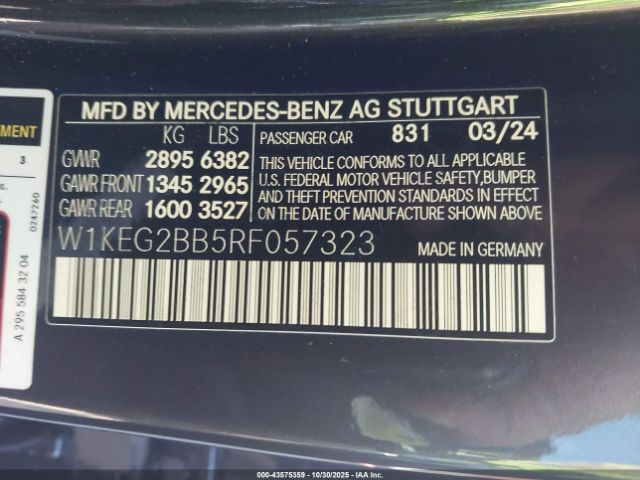 MFD BY MERCEDES-BENZ AG STUTTGART
KG LBS
GVWR 2895 6382
GAWR FRONT 1345 2965
GAWR REAR 1600 3527
PASSENGER CAR 831 03/24
THIS VEHICLE CONFORMS TO ALL APPLICABLE
U.S. FEDERAL MOTOR VEHICLE SAFETY,BUMPER
AND THEFT PREVENTION STANDARDS IN EFFECT
ON THE DATE OF MANUFACTURE SHOWN ABOVE
W1KEG2BB5RF057323
MADE IN GERMANY
3
0247260
A 295 584 32 04
000-43575359 | 10/30/2025 | IAAI.com